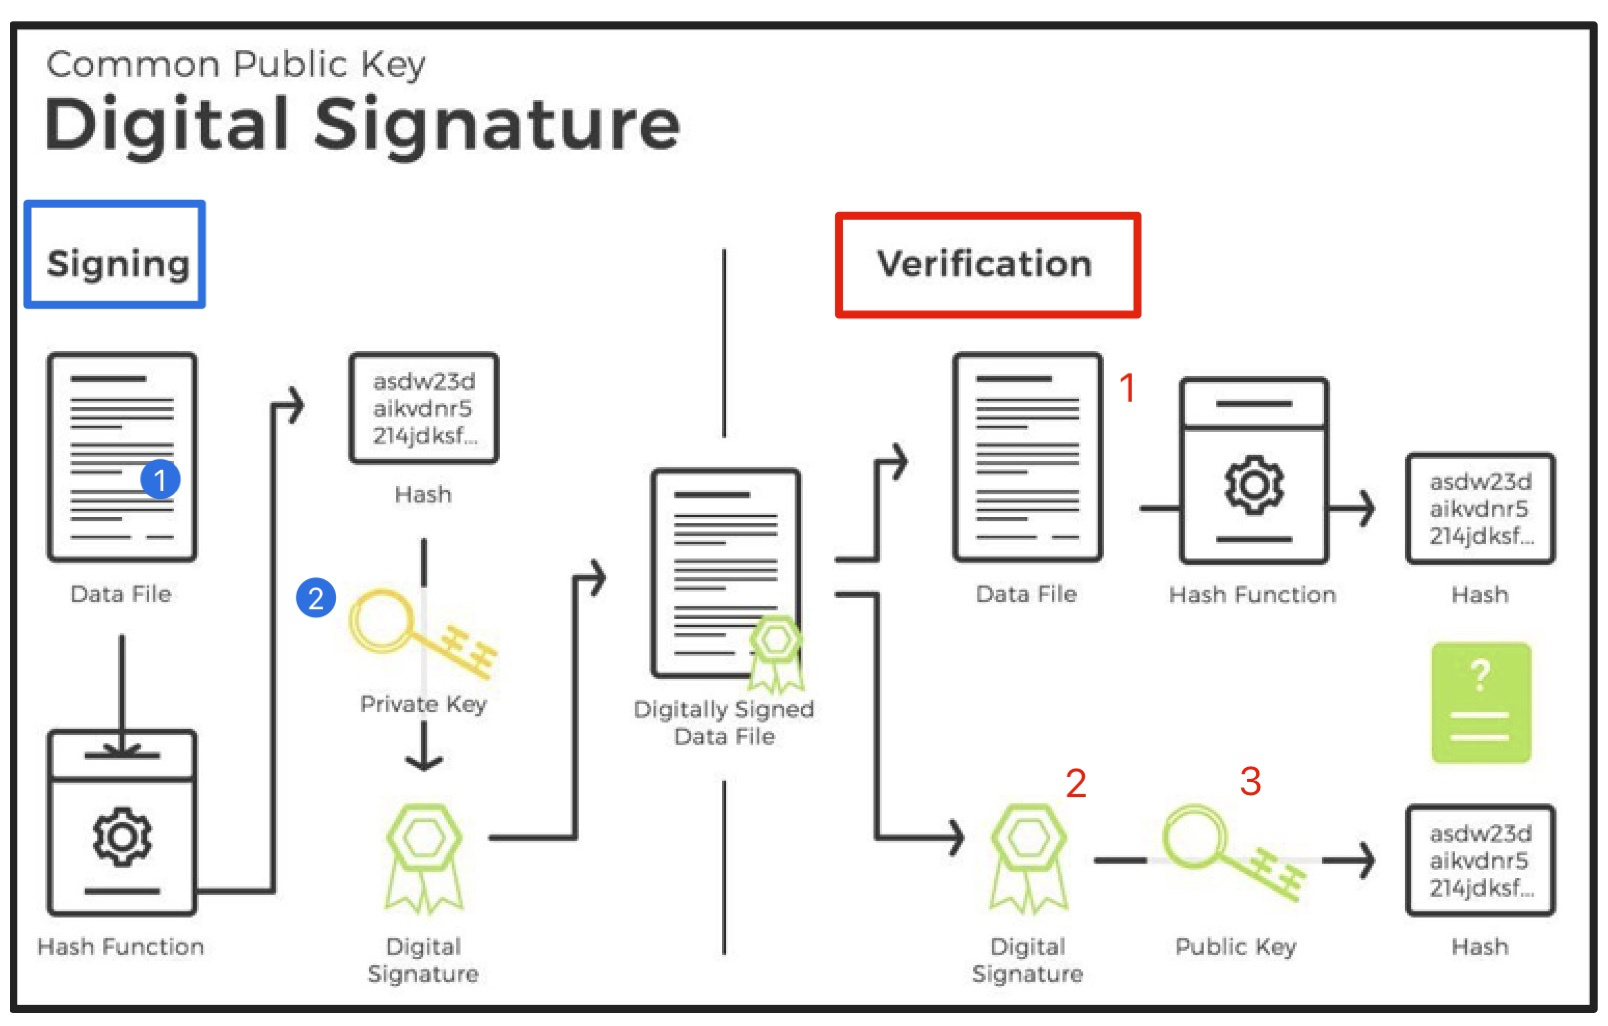 Common Public Key
Digital Signature
Signing
Verification
1
Data File
Hash Function
asdw23d
aikvdnr5
214jdksf...
Hash
2
Private Key
Digital
Signature
Digitally Signed
Data File
1
Data File
Hash Function
asdw23d
aikvdnr5
214jdksf...
Hash
?
2
Digital
Signature
3
Public Key
asdw23d
aikvdnr5
214jdksf...
Hash